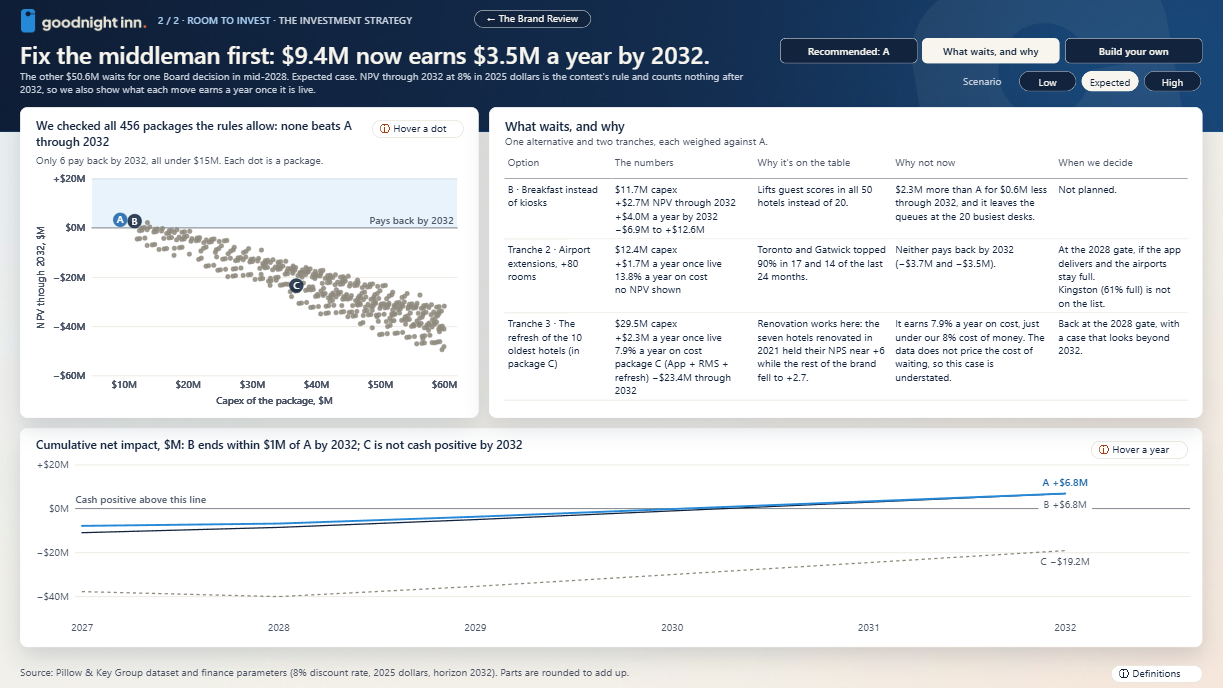 goodnight inn.
2 / 2 · ROOM TO INVEST · THE INVESTMENT STRATEGY
← The Brand Review
Fix the middleman first: $9.4M now earns $3.5M a year by 2032.
The other $50.6M waits for one Board decision in mid-2028. Expected case. NPV through 2032 at 8% in 2025 dollars is the contest's rule and counts nothing after
2032, so we also show what each move earns a year once it is live.
Recommended: A
What waits, and why
Build your own
Scenario
Low
Expected
High
We checked all 456 packages the rules allow: none beats A
through 2032
Hover a dot
Only 6 pay back by 2032, all under $15M. Each dot is a package.
+$20M
$0M
−$20M
−$40M
−$60M
NPV through 2032, $M
Pays back by 2032
A
B
C
$10M
$20M
$30M
$40M
$50M
$60M
Capex of the package, $M
What waits, and why
One alternative and two tranches, each weighed against A.
Option
The numbers
Why it's on the table
Why not now
When we decide
B · Breakfast instead
of kiosks
$11.7M capex
+$2.7M NPV through 2032
+$4.0M a year by 2032
−$6.9M to +$12.6M
Lifts guest scores in all 50
hotels instead of 20.
$2.3M more than A for $0.6M less
through 2032, and it leaves the
queues at the 20 busiest desks.
Not planned.
Tranche 2 · Airport
extensions, +80
rooms
$12.4M capex
+$1.7M a year once live
13.8% a year on cost
no NPV shown
Toronto and Gatwick topped
90% in 17 and 14 of the last
24 months.
Neither pays back by 2032
(−$3.7M and −$3.5M).
At the 2028 gate, if the app
delivers and the airports
stay full.
Kingston (61% full) is not
on the list.
Tranche 3 · The
refresh of the 10
oldest hotels (in
package C)
$29.5M capex
+$2.3M a year once live
7.9% a year on cost
package C (App + RMS +
refresh) −$23.4M through
2032
Renovation works here: the
seven hotels renovated in
2021 held their NPS near +6
while the rest of the brand
fell to +2.7.
It earns 7.9% a year on cost, just
under our 8% cost of money. The
data does not price the cost of
waiting, so this case is
understated.
Back at the 2028 gate, with
a case that looks beyond
2032.
Cumulative net impact, $M: B ends within $1M of A by 2032; C is not cash positive by 2032
Hover a year
+$20M
Cash positive above this line
$0M
−$20M
−$40M
A +$6.8M
B +$6.8M
C −$19.2M
2027
2028
2029
2030
2031
2032
Source: Pillow & Key Group dataset and finance parameters (8% discount rate, 2025 dollars, horizon 2032). Parts are rounded to add up.
Definitions